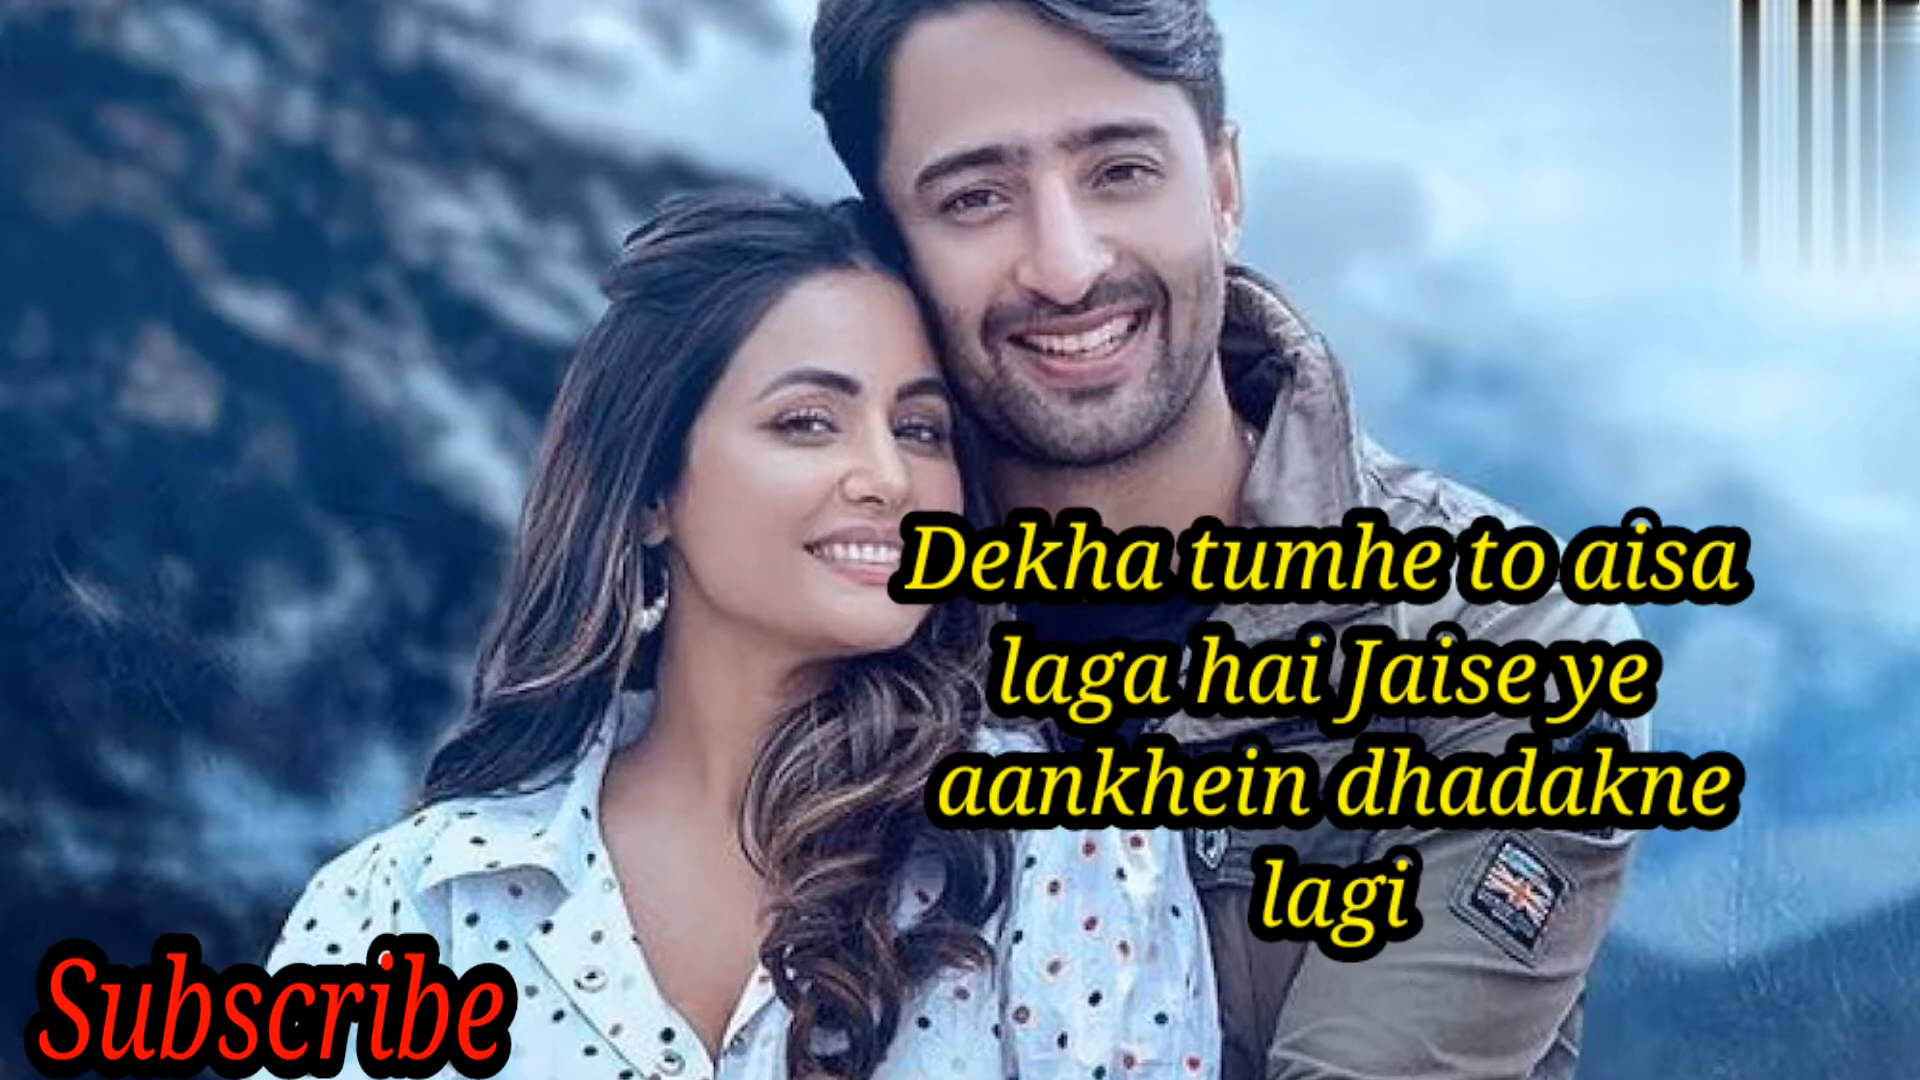 Dekha tumhe to aisa
laga hai Jaise ye
aankhein dhadakne
lagi
Subscribe